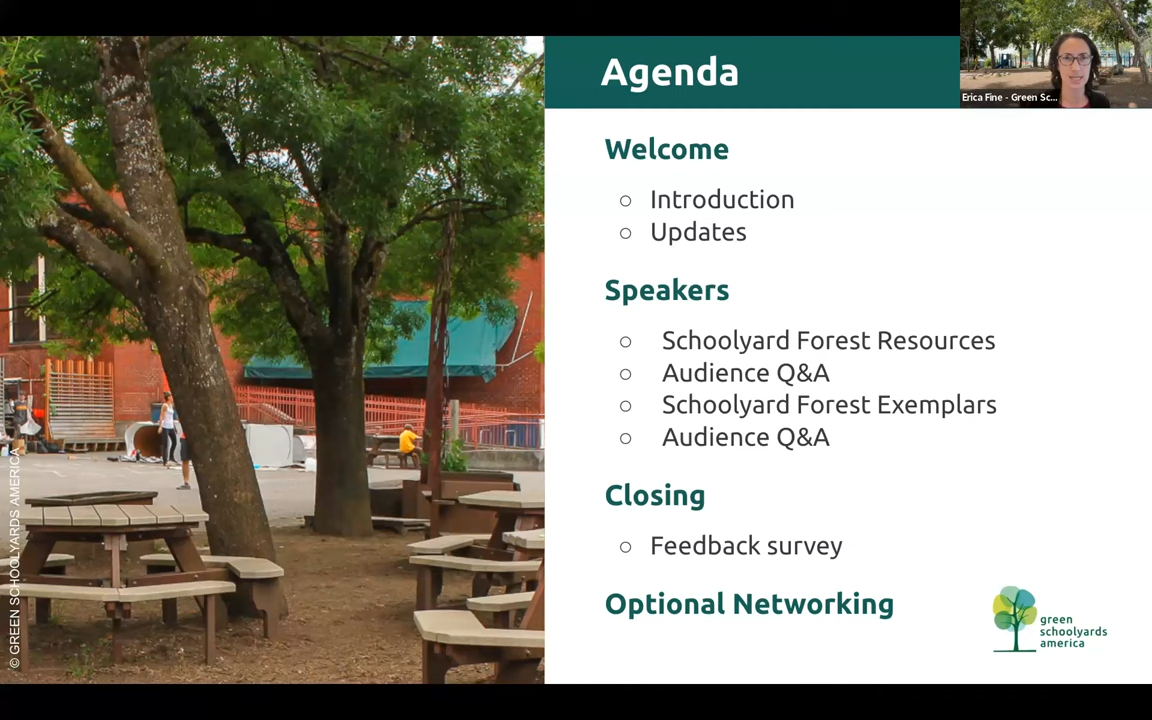 Agenda
Erica Fine - Green Sc...
Welcome
○ Introduction
○ Updates
Speakers
○ Schoolyard Forest Resources
○ Audience Q&A
○ Schoolyard Forest Exemplars
○ Audience Q&A
Closing
○ Feedback survey
Optional Networking
green
schoolyards
america
© GREEN SCHOOLYARDS AMERICA